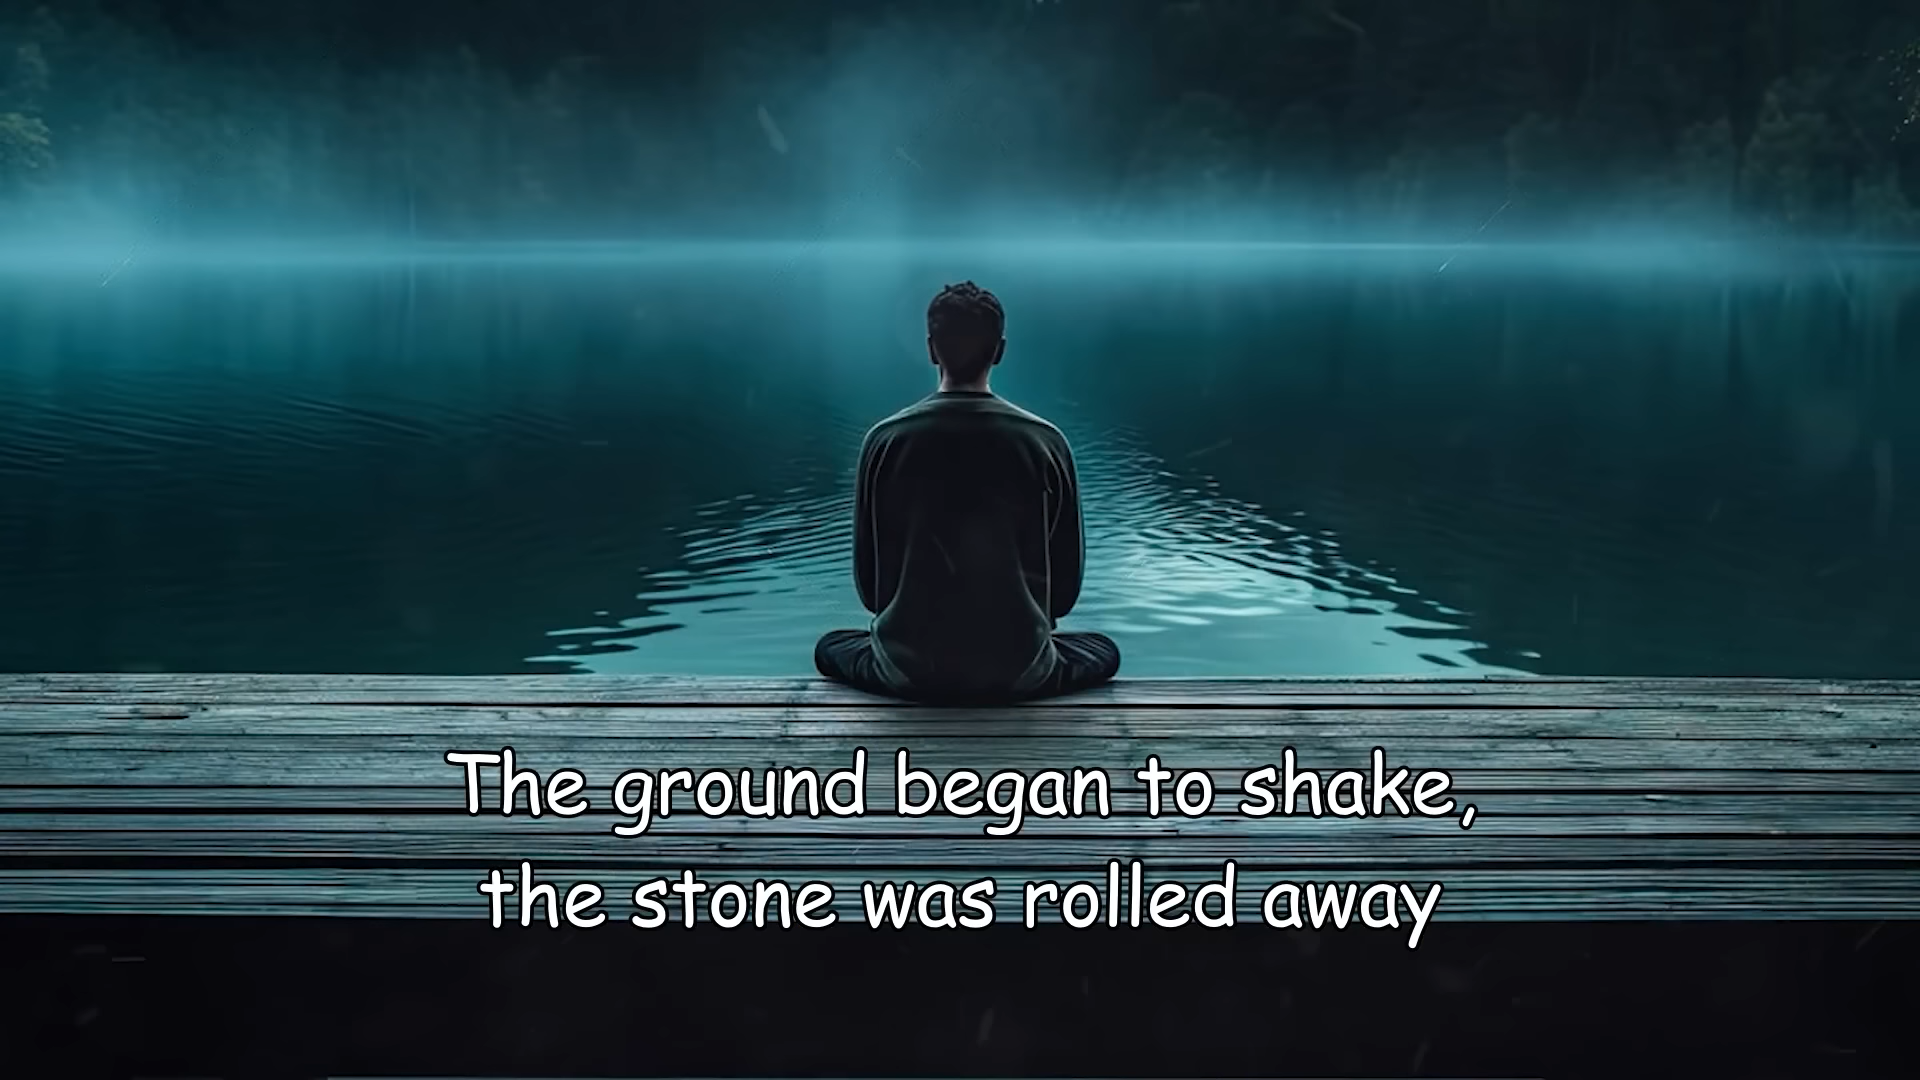 The ground began to shake,
the stone was rolled away